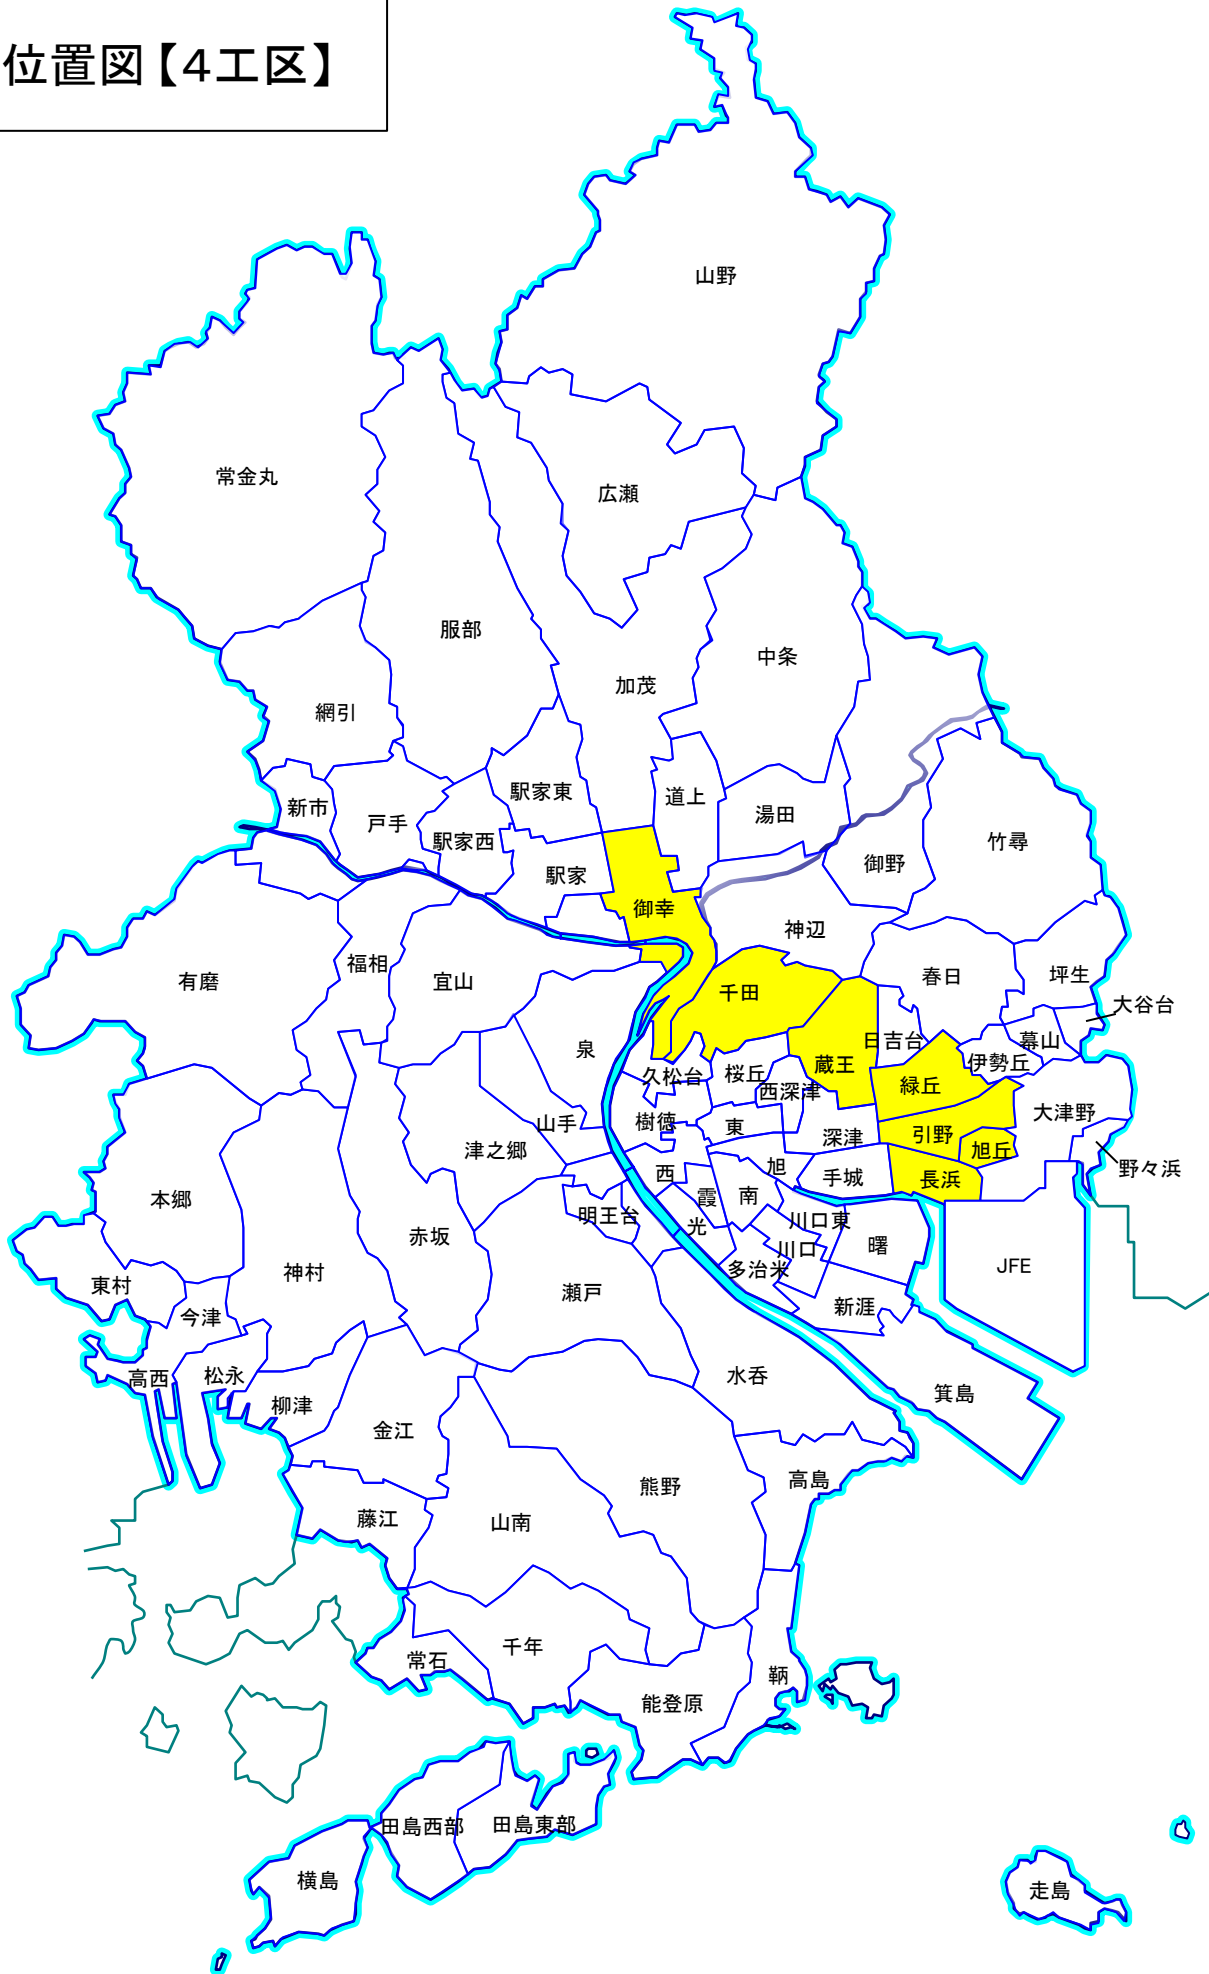 位置図【4工区】
山野
常金丸
広瀬
服部
中条
加茂
網引
駅家東
道上
新市
湯田
戸手
駅家西
竹尋
御野
駅家
御幸
神辺
福相
春日
坪生
有磨
宜山
千田
大谷台
日吉台
幕山
泉
伊勢丘
蔵王
久松台
桜丘
緑丘
西深津
大津野
樹徳
山手
東
深津
引野
津之郷
旭丘
旭
野々浜
西
手城
長浜
霞
南
本郷
明王台
光
川口東
赤坂
川口
曙
JFE
神村
多治米
東村
瀬戸
新涯
今津
高西
松永
水呑
箕島
柳津
金江
熊野
高島
藤江
山南
千年
常石
鞆
能登原
田島西部
田島東部
横島
走島